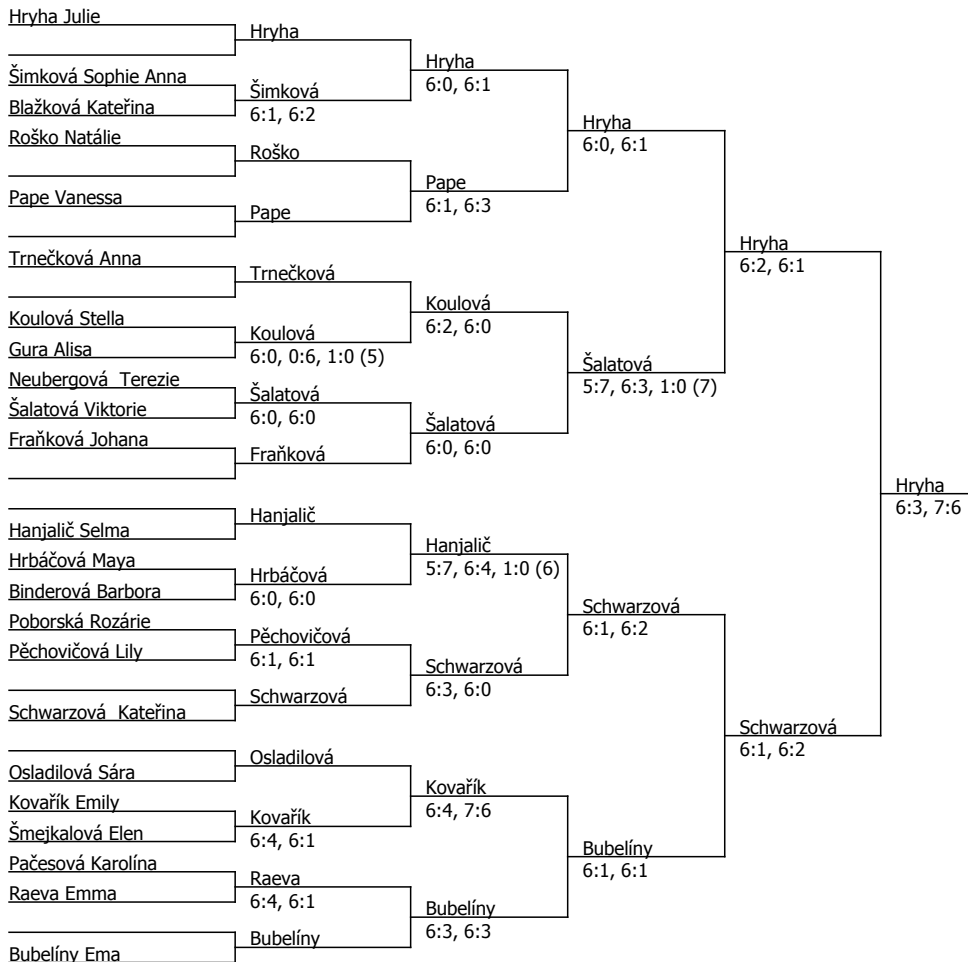 Hryha Julie
Šimková Sophie Anna
Blažková Kateřina
Roško Natálie
Pape Vanessa
Trnečková Anna
Koulová Stella
Gura Alisa
Neubergová  Terezie
Šalatová Viktorie
Fraňková Johana
Hanjalič Selma
Hrbáčová Maya
Binderová Barbora
Poborská Rozárie
Pěchovičová Lily
Schwarzová  Kateřina
Osladilová Sára
Kovařík Emily
Šmejkalová Elen
Pačesová Karolína
Raeva Emma
Bubelíny Ema
Hryha
Šimková
6:1, 6:2
Roško
Pape
Trnečková
Koulová
6:0, 0:6, 1:0 (5)
Šalatová
6:0, 6:0
Fraňková
Hanjalič
Hrbáčová
6:0, 6:0
Pěchovičová
6:1, 6:1
Schwarzová
Osladilová
Kovařík
6:4, 6:1
Raeva
6:4, 6:1
Bubelíny
Hryha
6:0, 6:1
Pape
6:1, 6:3
Koulová
6:2, 6:0
Šalatová
6:0, 6:0
Hanjalič
5:7, 6:4, 1:0 (6)
Schwarzová
6:3, 6:0
Kovařík
6:4, 7:6
Bubelíny
6:3, 6:3
Hryha
6:0, 6:1
Šalatová
5:7, 6:3, 1:0 (7)
Schwarzová
6:1, 6:2
Bubelíny
6:1, 6:1
Hryha
6:2, 6:1
Schwarzová
6:1, 6:2
Hryha
6:3, 7:6